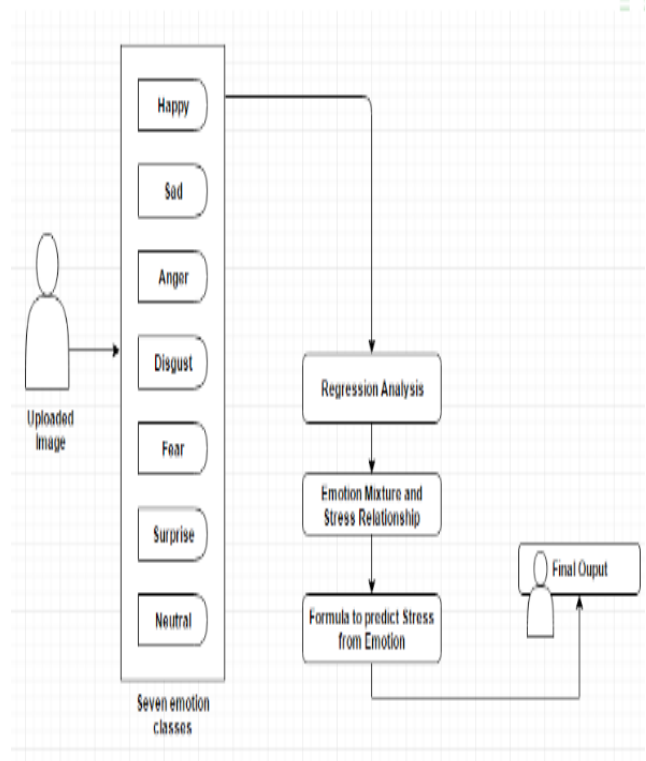 Happy
Sad
Anger
Disgust
Fear
Surprise
Neutral
Uploaded
Image
Seven emotion
classes
Regression Analysis
Emotion Mixture and
Stress Relationship
Formula to predict Stress
from Emotion
Final Ouput